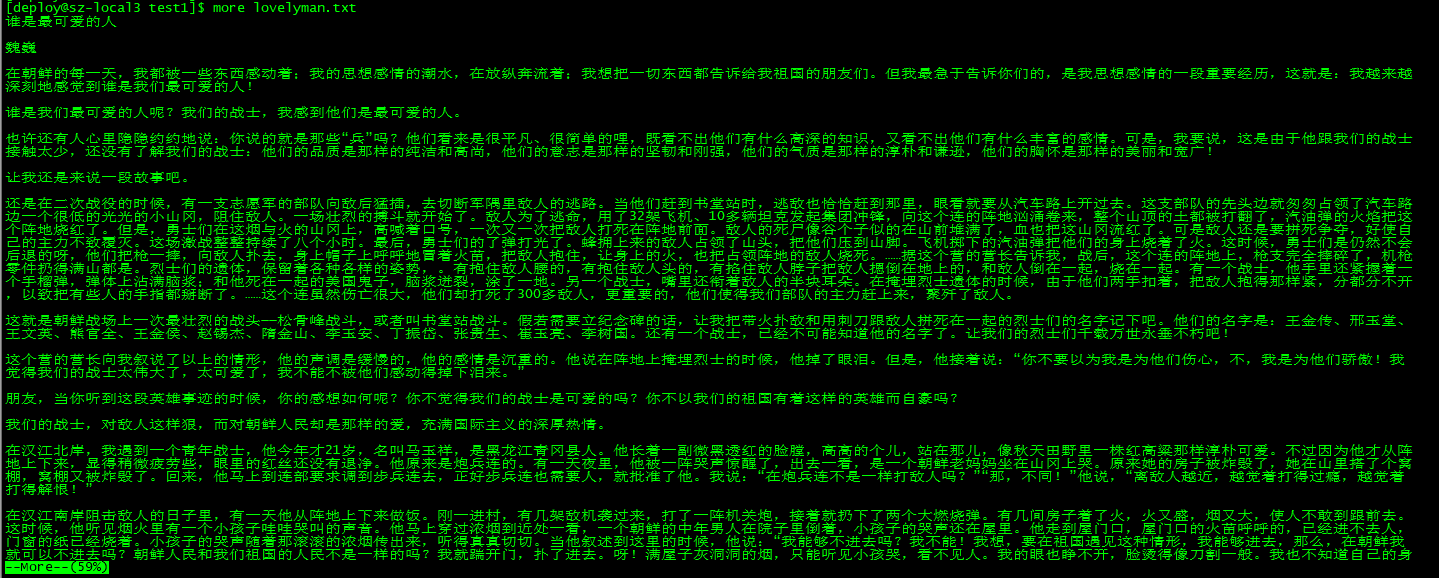 [deploy@sz-local3 test1]$ more lovelyman.txt
谁是最可爱的人
魏巍
在朝鲜的每一天，我都被一些东西感动着；我的思想感情的潮水，在放纵奔流着；我想把一切东西都告诉给我祖国的朋友们。但我最急于告诉你们的，是我思想感情的一段重要经历，这就是：我越来越
深刻地感觉到谁是我们最可爱的人！
谁是我们最可爱的人呢？我们的战士，我感到他们是最可爱的人。
也许还有人心里隐隐约约地说：你说的就是那些“兵”吗？他们看来是很平凡、很简单的哩，既看不出他们有什么高深的知识，又看不出他们有什么丰富的感情。可是，我要说，这是由于他跟我们的战士
接触太少，还没有了解我们的战士：他们的品质是那样的纯洁和高尚，他们的意志是那样的坚韧和刚强，他们的气质是那样的淳朴和谦逊，他们的胸怀是那样的美丽和宽广！
让我还是来说一段故事吧。
还是在二次战役的时候，有一支志愿军的部队向敌后猛插，去切断军隅里敌人的逃路。当他们赶到书堂站时，逃敌也恰恰赶到那里，眼看就要从汽车路上开过去。这支部队的先头连就匆匆占领了汽车路
边一个很低的光光的小山冈，阻住敌人。一场壮烈的搏斗就开始了。敌人为了逃命，用了32架飞机、10多辆坦克发起集团冲锋，向这个连的阵地汹涌卷来，整个山顶的土都被打翻了，汽油弹的火焰把这
个阵地烧红了。但是，勇士们在这烟与火的山冈上，高喊着口号，一次又一次把敌人打死在阵地前面。敌人的死尸像谷个子似的在山前堆满了，血也把这山冈流红了。可是敌人还是要拼死争夺，好使自
己的主力不致覆灭。这场激战整整持续了八个小时。最后，勇士们的子弹打光了。蜂拥上来的敌人占领了山头，把他们压到山脚。飞机掷下的汽油弹把他们的身上烧着了火。这时候，勇士们是仍然不会
后退的呀，他们把枪一摔，向敌人扑去，身上帽子上呼呼地冒着火苗，把敌人抱住，让身上的火，也把占领阵地的敌人烧死。……据这个营的营长告诉我，战后，这个连的阵地上，枪支完全摔碎了，机枪
零件扔得满山都是。烈士们的遗体，保留着各种各样的姿势，。有抱住敌人腰的，有抱住敌人头的，有掐住敌人脖子把敌人摁倒在地上的，和敌人倒在一起，烧在一起。有一个战士，他手里还紧握着一
个手榴弹，弹体上沾满脑浆；和他死在一起的美国鬼子，脑浆迸裂，涂了一地。另一个战士，嘴里还衔着敌人的半块耳朵。在掩埋烈士遗体的时候，由于他们两手扣着，把敌人抱得那样紧，分都分不开
，以致把有些人的手指都掰断了。……这个连虽然伤亡很大，他们却打死了300多敌人，更重要的，他们使得我们部队的主力赶上来，聚歼了敌人。
这就是朝鲜战场上一次最壮烈的战斗--松骨峰战斗，或者叫书堂站战斗。假若需要立纪念碑的话，让我把带火扑敌和用刺刀跟敌人拼死在一起的烈士们的名字记下吧。他们的名字是：王金传、邢玉堂、
王文英、熊官全、王金侯、赵锡杰、隋金山、李玉安、丁振岱、张贵生、崔玉亮、李树国。还有一个战士，已经不可能知道他的名字了。让我们的烈士们千载万世永垂不朽吧！
这个营的营长向我叙说了以上的情形，他的声调是缓慢的，他的感情是沉重的。他说在阵地上掩埋烈士的时候，他掉了眼泪。但是，他接着说：“你不要以为我是为他们伤心，不，我是为他们骄傲！我
觉得我们的战士太伟大了，太可爱了，我不能不被他们感动得掉下泪来。”
朋友，当你听到这段英雄事迹的时候，你的感想如何呢？你不觉得我们的战士是可爱的吗？你不以我们的祖国有着这样的英雄而自豪吗？
我们的战士，对敌人这样狠，而对朝鲜人民却是那样的爱，充满国际主义的深厚热情。
在汉江北岸，我遇到一个青年战士，他今年才21岁，名叫马玉祥，是黑龙江青冈县人。他长着一副微黑透红的脸膛，高高的个儿，站在那儿，像秋天田野里一株红高粱那样淳朴可爱。不过因为他才从阵
地上下来，显得稍微疲劳些，眼里的红丝还没有退净。他原来是炮兵连的。有一天夜里，他被一阵哭声惊醒了，出去一看，是一个朝鲜老妈妈坐在山冈上哭。原来她的房子被炸毁了，她在山里搭了个窝
棚，窝棚又被炸毁了。回来，他马上到连部要求调到步兵连去，正好步兵连也需要人，就批准了他。我说：“在炮兵连不是一样打敌人吗？”“那，不同！”他说，“离敌人越近，越觉着打得过瘾，越觉着
打得解恨！”
在汉江南岸阻击敌人的日子里，有一天他从阵地上下来做饭。刚一进村，有几架敌机袭过来，打了一阵机关炮，接着就扔下了两个大燃烧弹。有几间房子着了火，火又盛，烟又大，使人不敢到跟前去。
这时候，他听见烟火里有一个小孩子哇哇哭叫的声音。他马上穿过浓烟到近处一看，一个朝鲜的中年男人在院子里倒着，小孩子的哭声还在屋里。他走到屋门口，屋门口的火苗呼呼的，已经进不去人，
门窗的纸已经烧着。小孩子的哭声随着那滚滚的浓烟传出来，听得真真切切。当他叙述到这里的时候，他说：“我能够不进去吗？我不能！我想，要在祖国遇见这种情形，我能够进去，那么，在朝鲜我
就可以不进去吗？朝鲜人民和我们祖国的人民不是一样的吗？我就踹开门，扑了进去。呀！满屋子灰洞洞的烟，只能听见小孩哭，看不见人。我的眼也睁不开，脸烫得像刀割一般。我也不知道自己的身
--More--(59%)